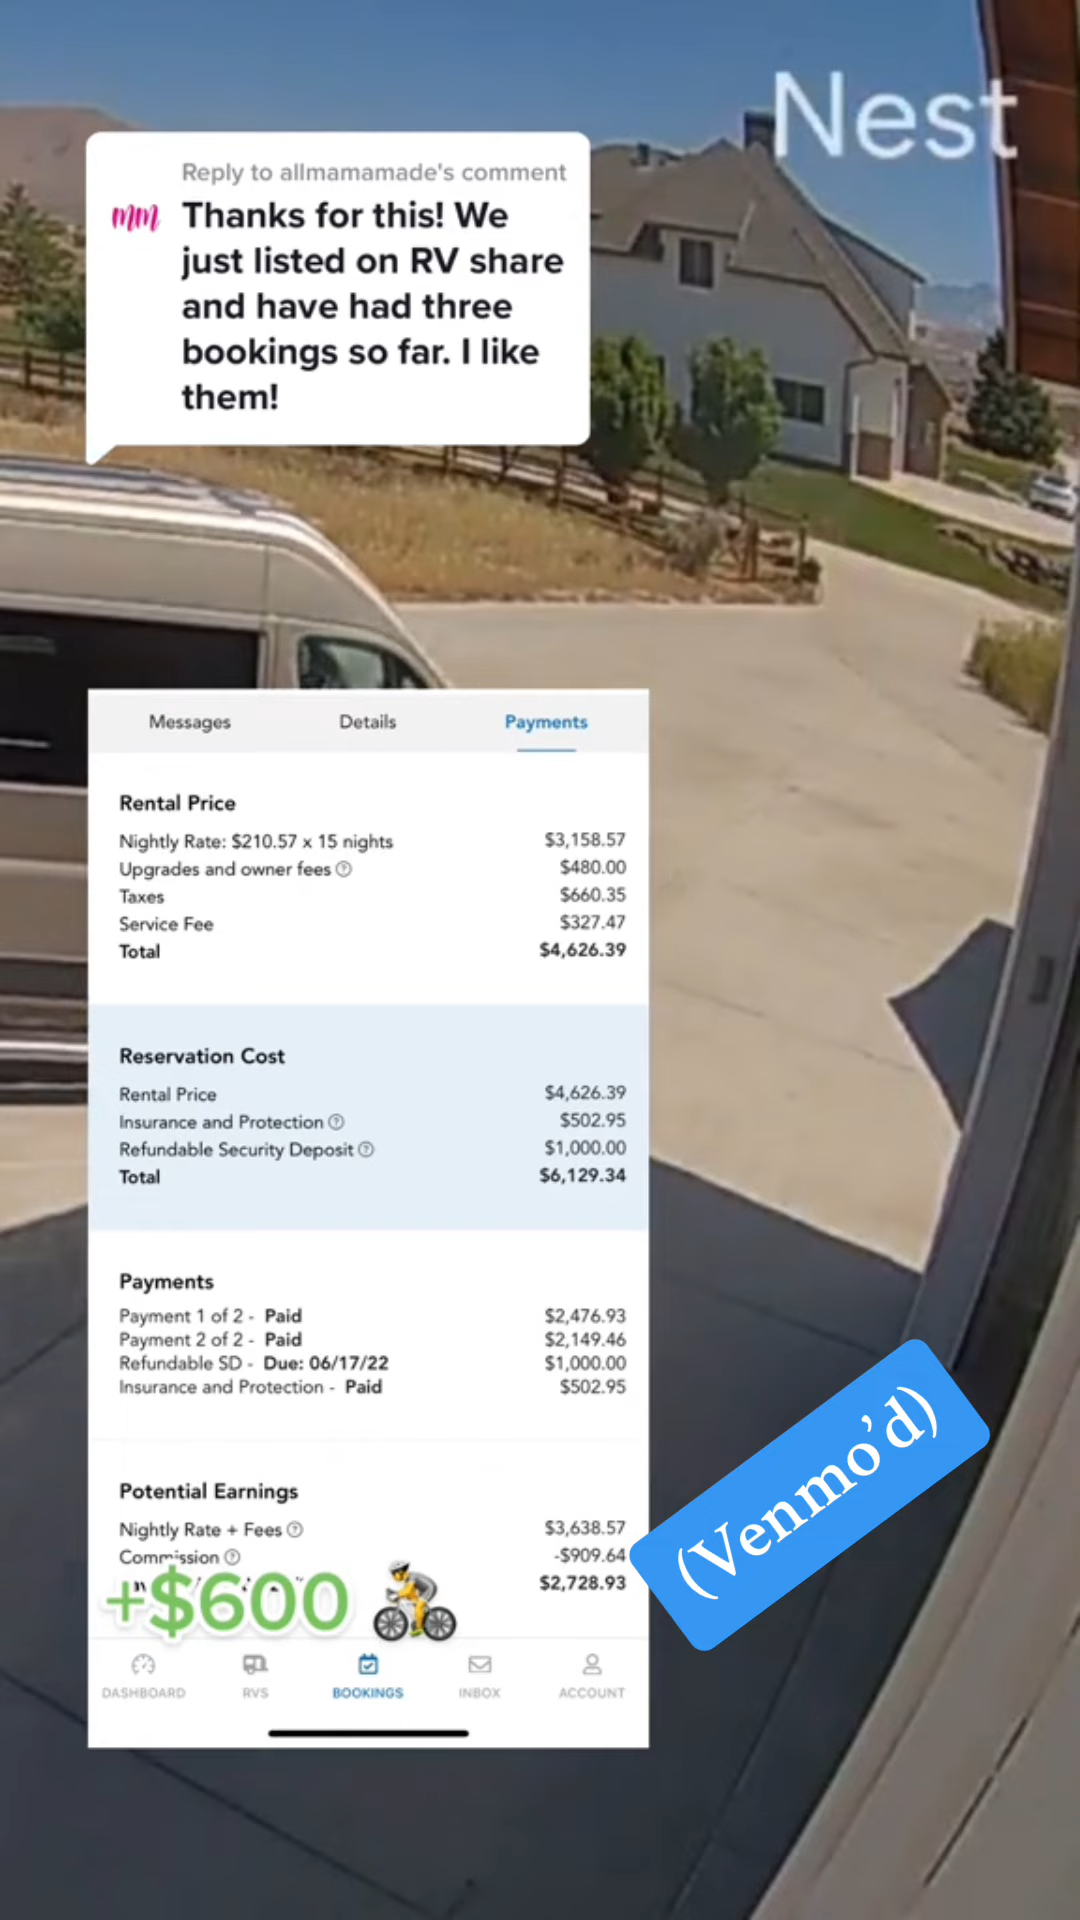 Nest
Reply to allmamamade's comment
mm
Thanks for this! We
just listed on RV share
and have had three
bookings so far. I like
them!
Messages Details Payments
Rental Price
Nightly Rate: $210.57 x 15 nights $3,158.57
Upgrades and owner fees ? $480.00
Taxes $660.35
Service Fee $327.47
Total $4,626.39
Reservation Cost
Rental Price $4,626.39
Insurance and Protection ? $502.95
Refundable Security Deposit ? $1,000.00
Total $6,129.34
Payments
Payment 1 of 2 - Paid $2,476.93
Payment 2 of 2 - Paid $2,149.46
Refundable SD - Due: 06/17/22 $1,000.00
Insurance and Protection - Paid $502.95
Potential Earnings
Nightly Rate + Fees ? $3,638.57
Commission ? -$909.64
$2,728.93
+$600
(Venmo'd)
DASHBOARD RVS BOOKINGS INBOX ACCOUNT